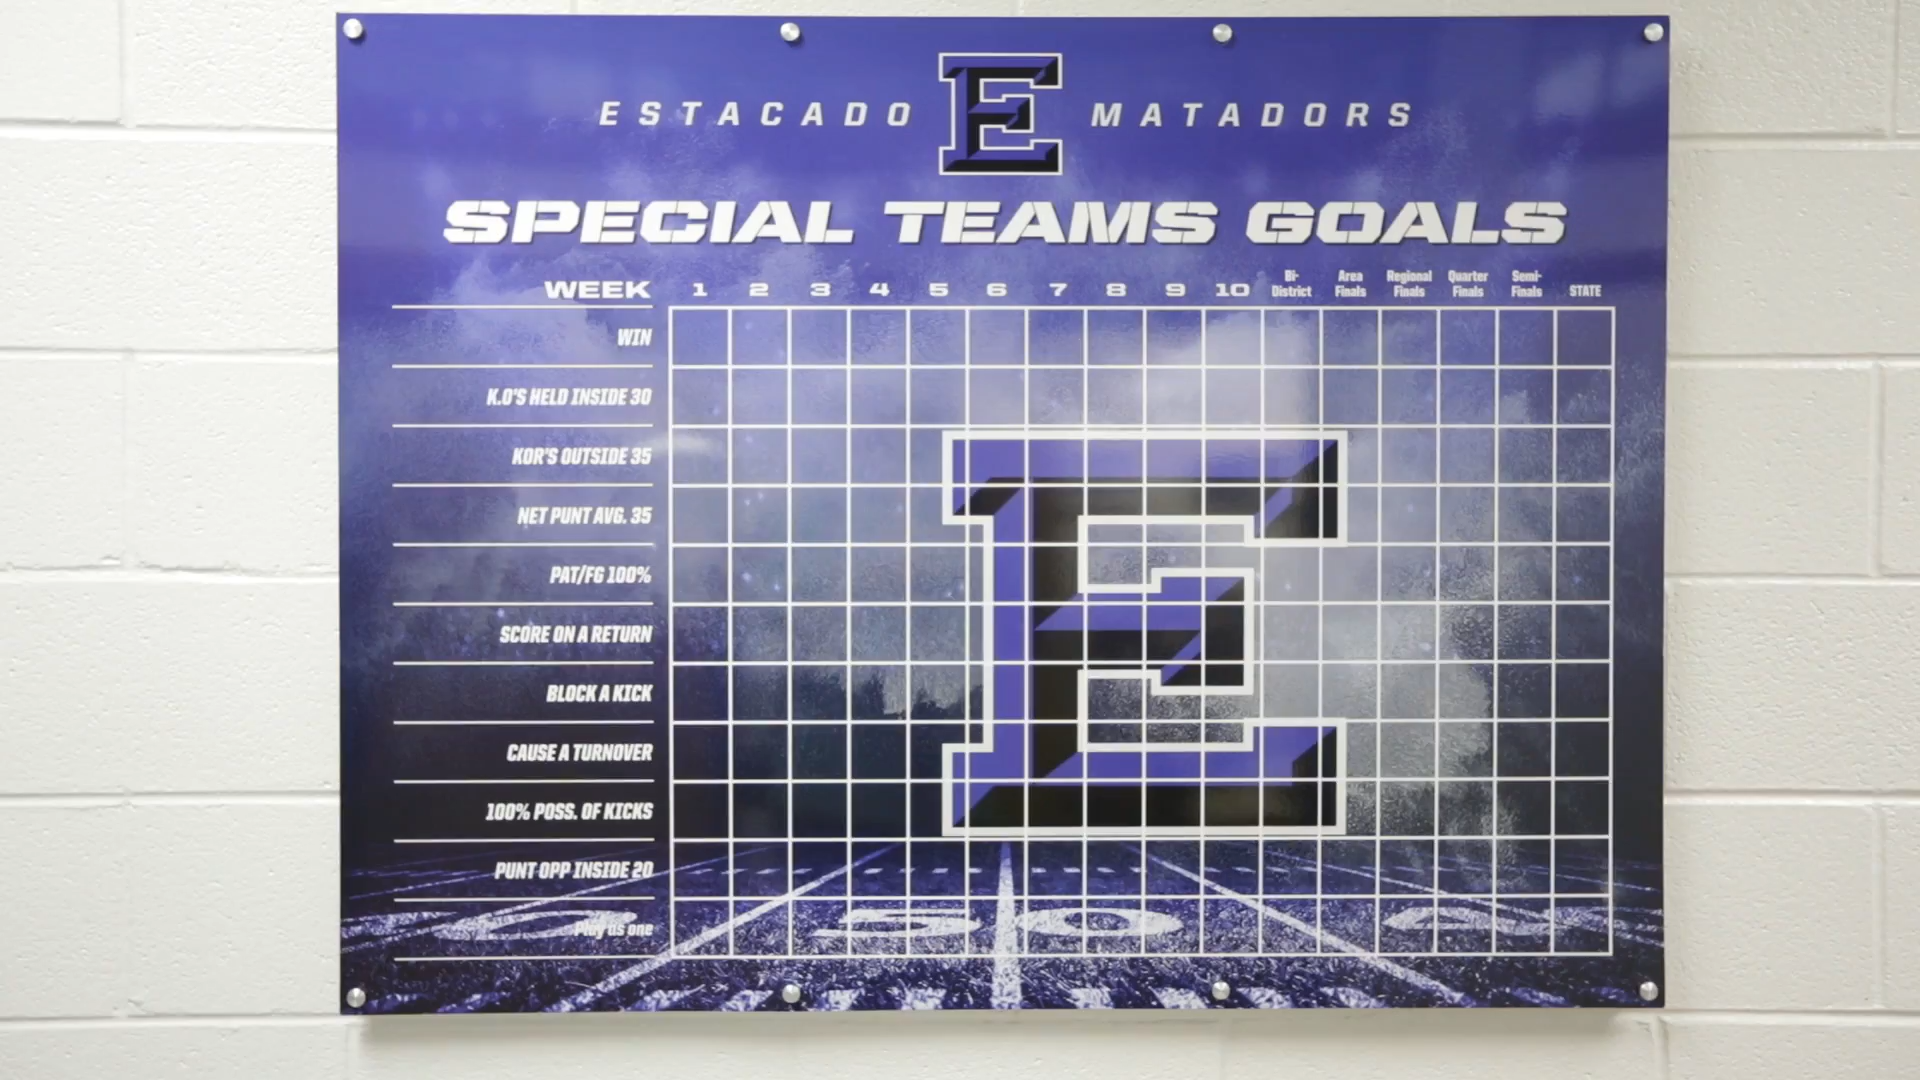 ESTACADO E MATADORS
SPECIAL TEAMS GOALS
WEEK 1 2 3 4 5 6 7 8 9 10 Bi-District Area Finals Regional Finals Quarter Finals Semi-Finals STATE
WIN
K.O'S HELD INSIDE 30
KOR'S OUTSIDE 35
NET PUNT AVG. 35
PAT/FG 100%
SCORE ON A RETURN
BLOCK A KICK
CAUSE A TURNOVER
100% POSS. OF KICKS
PUNT OPP INSIDE 20
Play as one
E
50